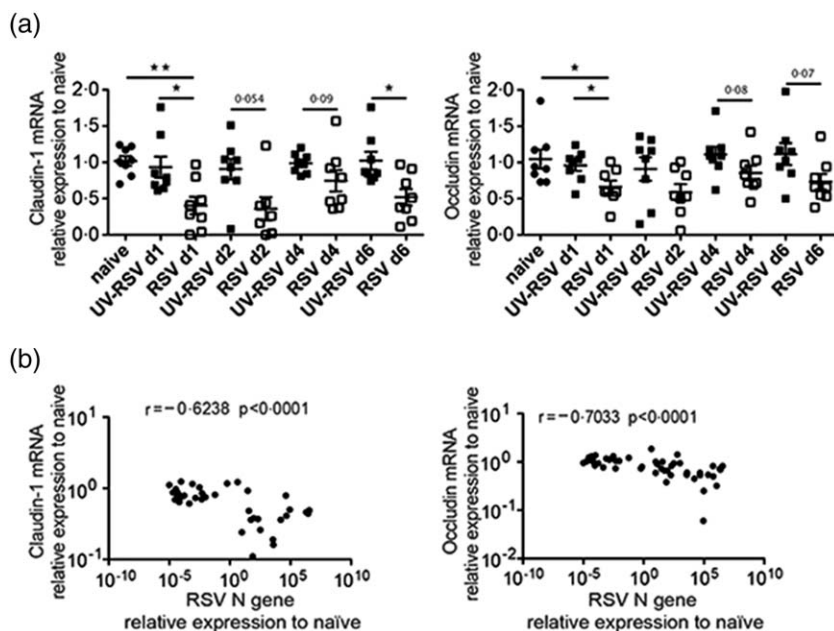 (a)
Claudin-1 mRNA
relative expression to naive
2·0
1·5
1·0
0·5
0
★★
★
0·054
0·09
★
naive
UV-RSV d1
RSV d1
UV-RSV d2
RSV d2
UV-RSV d4
RSV d4
UV-RSV d6
RSV d6
Occludin mRNA
relative expression to naive
2·0
1·5
1·0
0·5
0·0
★
★
0·08
0·07
naive
UV-RSV d1
RSV d1
UV-RSV d2
RSV d2
UV-RSV d4
RSV d4
UV-RSV d6
RSV d6
(b)
Claudin-1 mRNA
relative expression to naive
r=−0·6238 p<0·0001
10¹
10⁰
10⁻¹
10⁻¹⁰
10⁻⁵
10⁰
10⁵
10¹⁰
RSV N gene
relative expression to naïve
Occludin mRNA
relative expression to naive
r=−0·7033 p<0·0001
10¹
10⁰
10⁻¹
10⁻²
10⁻¹⁰
10⁻⁵
10⁰
10⁵
10¹⁰
RSV N gene
relative expression to naïve